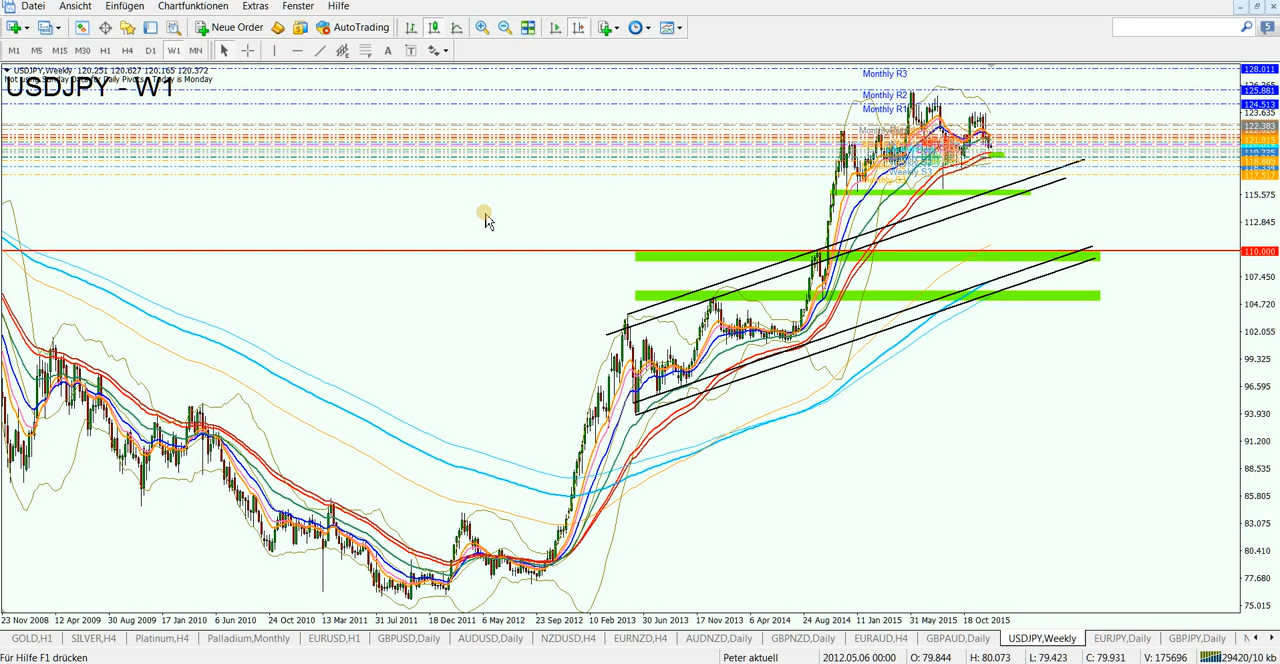 Datei Ansicht Einfügen Chartfunktionen Extras Fenster Hilfe
Neue Order AutoTrading 5
M1 M5 M15 M30 H1 H4 D1 W1 MN A T
USDJPY,Weekly 120.251 120.627 120.165 120.372
USDJPY - W1
Monthly R3
Monthly R2
Monthly R1
128.011
125.881
124.513
123.635
122.383
117.517
115.575
112.845
110.000
107.450
104.720
102.055
99.325
96.595
93.930
91.200
88.535
85.805
83.075
80.410
77.680
75.015
23 Nov 2008 12 Apr 2009 30 Aug 2009 17 Jan 2010 6 Jun 2010 24 Oct 2010 13 Mar 2011 31 Jul 2011 18 Dec 2011 6 May 2012 23 Sep 2012 10 Feb 2013 30 Jun 2013 17 Nov 2013 6 Apr 2014 24 Aug 2014 11 Jan 2015 31 May 2015 18 Oct 2015
GOLD,H1 SILVER,H4 Platinum,H4 Palladium,Monthly EURUSD,H1 GBPUSD,Daily AUDUSD,Daily NZDUSD,H4 EURNZD,H4 AUDNZD,Daily GBPNZD,Daily EURAUD,H4 GBPAUD,Daily USDJPY,Weekly EURJPY,Daily GBPJPY,Daily
Für Hilfe F1 drücken Peter aktuell 2012.05.06 00:00 O: 79.844 H: 80.073 L: 79.423 C: 79.931 V: 175696 29420/10 kb